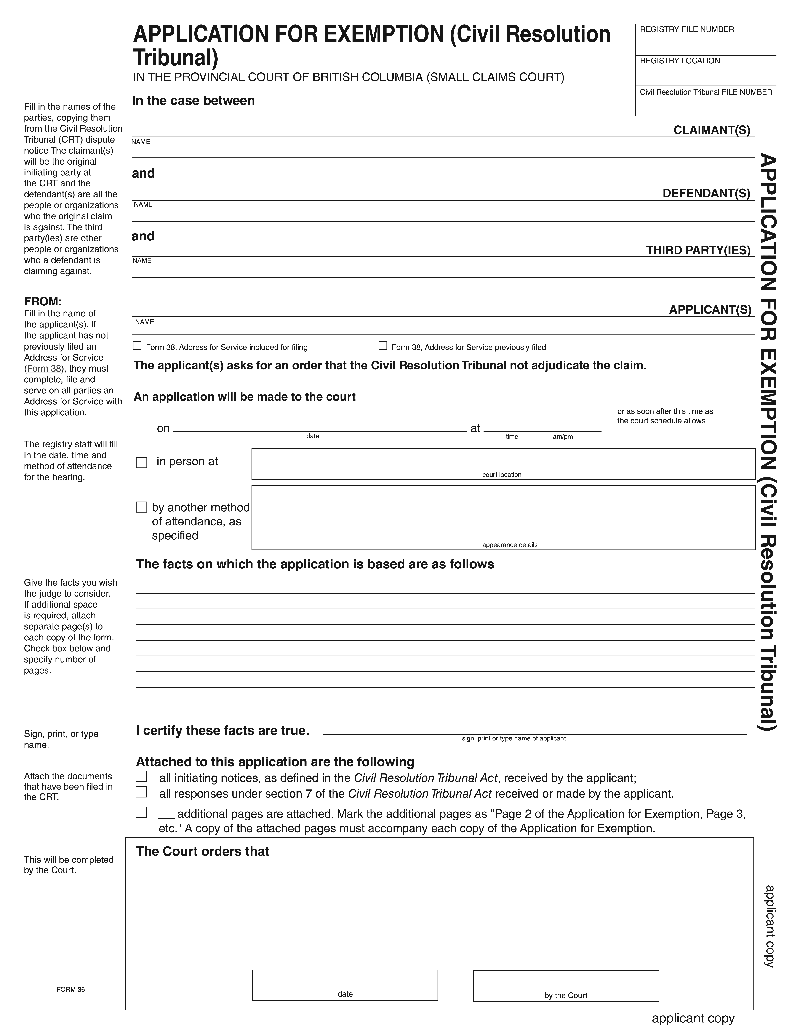 APPLICATION FOR EXEMPTION (Civil Resolution
Tribunal)
IN THE PROVINCIAL COURT OF BRITISH COLUMBIA (SMALL CLAIMS COURT)
REGISTRY FILE NUMBER
REGISTRY LOCATION
Civil Resolution Tribunal FILE NUMBER
In the case between
Fill in the names of the
parties, copying them
from the Civil Resolution
Tribunal (CRT) dispute
notice The claimant(s)
will be the original
initiating party at
the CRT and the
defendant(s) are all the
people or organizations
who the original claim
is against. The third
party(ies) are other
people or organizations
who a defendant is
claiming against.
CLAIMANT(S)
NAME
and
DEFENDANT(S)
NAME
and
THIRD PARTY(IES)
NAME
FROM:
Fill in the name of
the applicant(s). If
the applicant has not
previously filed an
Address for Service
(Form 38), they must
complete, file and
serve on all parties an
Address for Service with
this application.
APPLICANT(S)
NAME
Form 38, Address for Service included for filing
Form 38, Address for Service previously filed
The applicant(s) asks for an order that the Civil Resolution Tribunal not adjudicate the claim.
An application will be made to the court
on
date
at
time
am/pm
or as soon after this time as
the court schedule allows
The registry staff will fill
in the date, time and
method of attendance
for the hearing.
in person at
court location
by another method
of attendance, as
specified
appearance details
The facts on which the application is based are as follows
Give the facts you wish
the judge to consider.
If additional space
is required, attach
separate page(s) to
each copy of the form.
Check box below and
specify number of
pages.
Sign, print, or type
name.
I certify these facts are true.
sign, print or type name of applicant
Attached to this application are the following
Attach the documents
that have been filed in
the CRT.
all initiating notices, as defined in the Civil Resolution Tribunal Act, received by the applicant;
all responses under section 7 of the Civil Resolution Tribunal Act received or made by the applicant.
___ additional pages are attached. Mark the additional pages as "Page 2 of the Application for Exemption, Page 3,
etc." A copy of the attached pages must accompany each copy of the Application for Exemption.
This will be completed
by the Court.
The Court orders that
date
by the Court
FORM 36
applicant copy
APPLICATION FOR EXEMPTION (Civil Resolution Tribunal)
applicant copy